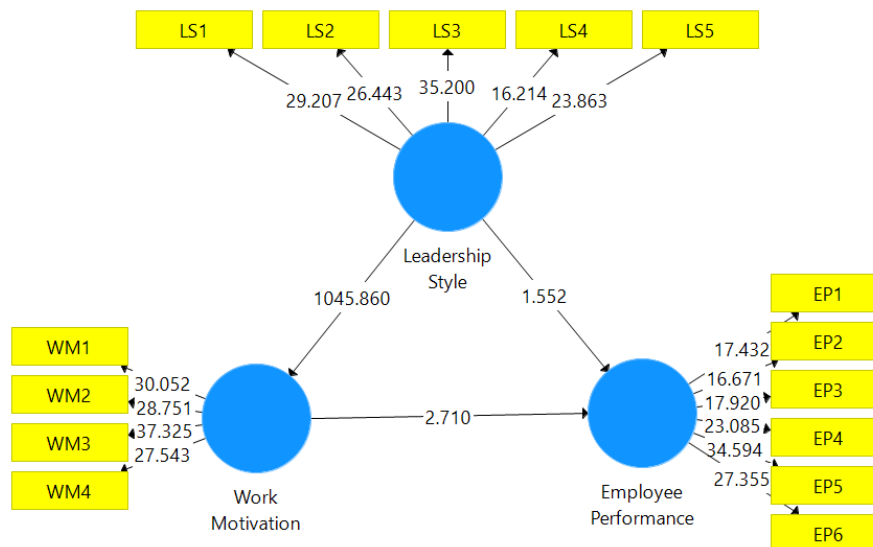 LS1
LS2
LS3
LS4
LS5
29.207
26.443
35.200
16.214
23.863
Leadership
Style
1045.860
1.552
WM1
WM2
WM3
WM4
30.052
28.751
37.325
27.543
Work
Motivation
2.710
Employee
Performance
17.432
16.671
17.920
23.085
34.594
27.355
EP1
EP2
EP3
EP4
EP5
EP6